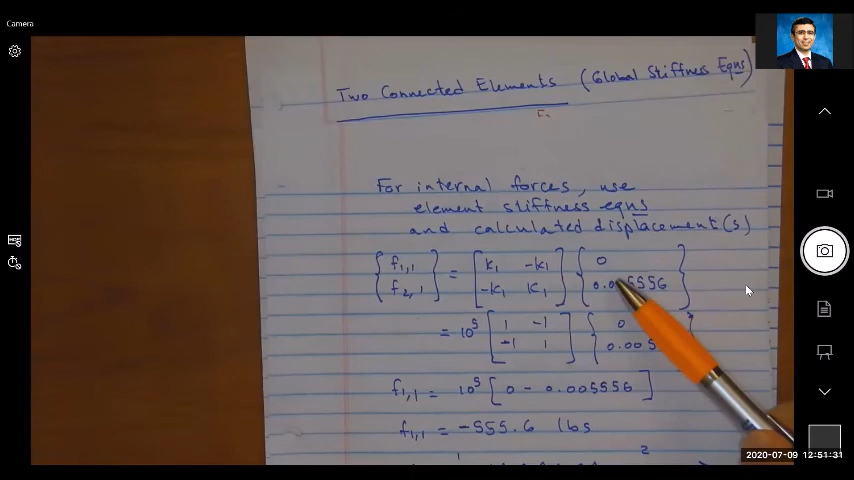 Camera
Two Connected Elements (Global Stiffness Eqns)
For internal forces, use
element stiffness eqns
and calculated displacement(s)
{ f1,1 f2,1 } = [ K1 -K1 -K1 K1 ] { 0 0.005556 }
= 10^5 [ 1 -1 -1 1 ] { 0 0.005
f1,1 = 10^5 [ 0 - 0.005556 ]
f1,1 = -555.6 lbs
2020-07-09 12:51:31